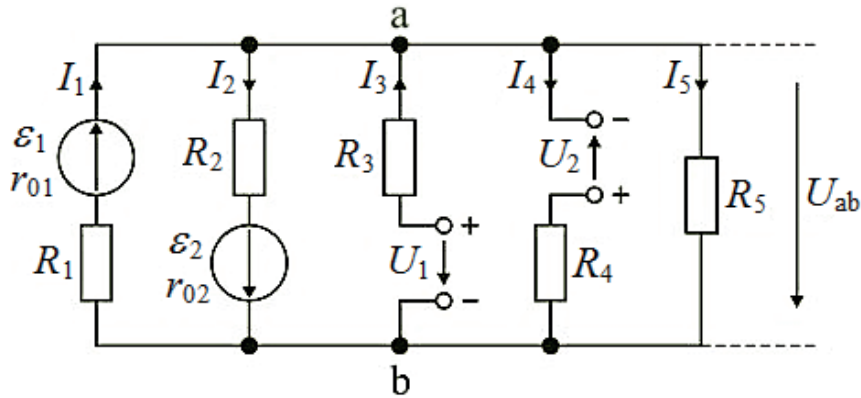 a
I1 I2 I3 I4 I5
ε1
r01
R1
R2
ε2
r02
R3
+
U1
−
−
U2
+
R4
R5
Uab
b